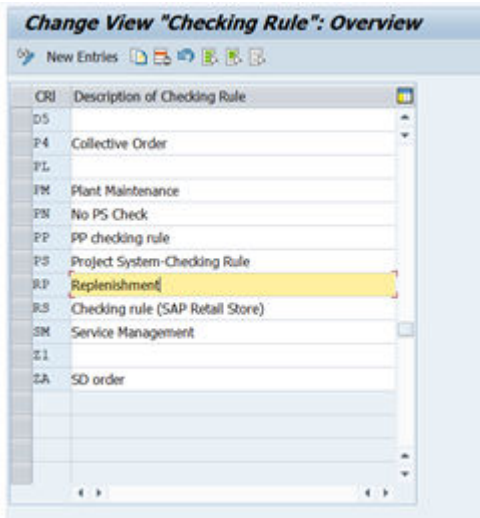 Change View "Checking Rule": Overview
New Entries
CRl Description of Checking Rule
D5
P4 Collective Order
PL
PM Plant Maintenance
PN No PS Check
PP PP checking rule
PS Project System-Checking Rule
RP Replenishment
RS Checking rule (SAP Retail Store)
SM Service Management
Z1
ZA SD order